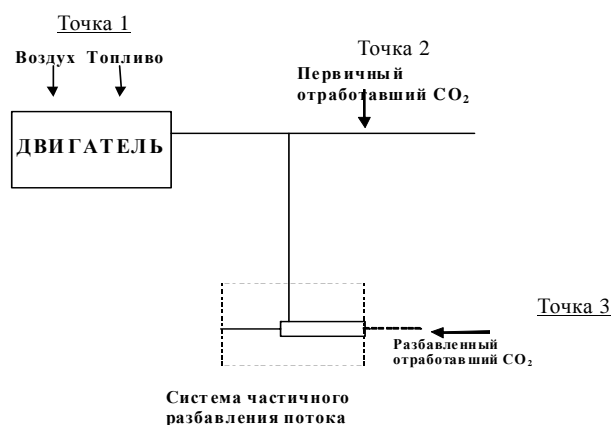 Точка 1
Воздух Топливо
Точка 2
Первичный
отработавший CO₂
ДВИГАТЕЛЬ
Точка 3
Разбавленный
отработавший CO₂
Система частичного
разбавления потока